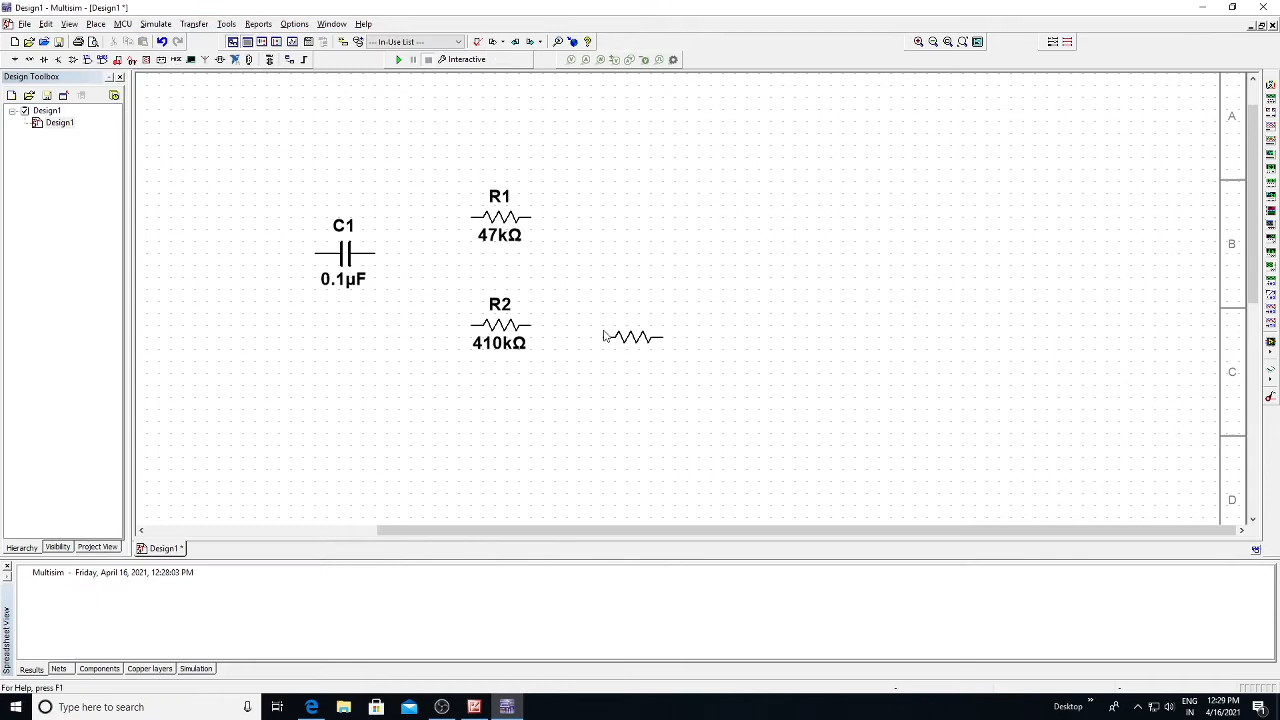 Design1 - Multisim - [Design1 *]
File Edit View Place MCU Simulate Transfer Tools Reports Options Window Help
--- In-Use List ---
Interactive
Design Toolbox
Design1
Design1
A
B
C
D
R1
47kΩ
C1
0.1µF
R2
410kΩ
Hierarchy Visibility Project View
Design1 *
Multisim - Friday, April 16, 2021, 12:28:03 PM
Spreadsheet View
Results Nets Components Copper layers Simulation
For Help, press F1
Type here to search
Desktop
ENG
IN
12:29 PM
4/16/2021